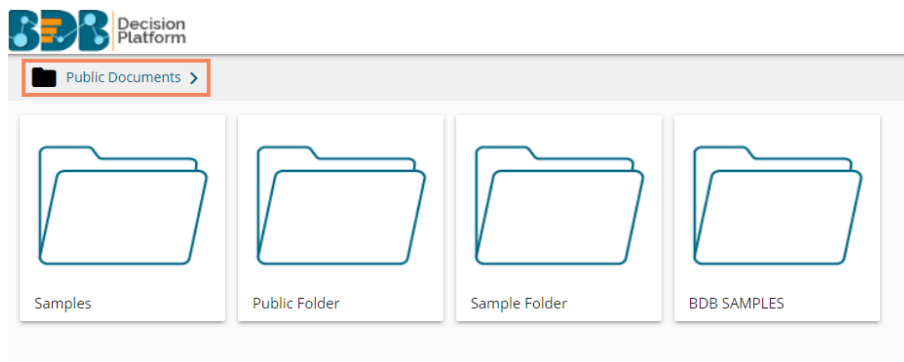 BDB Decision
Platform
Public Documents
Samples
Public Folder
Sample Folder
BDB SAMPLES